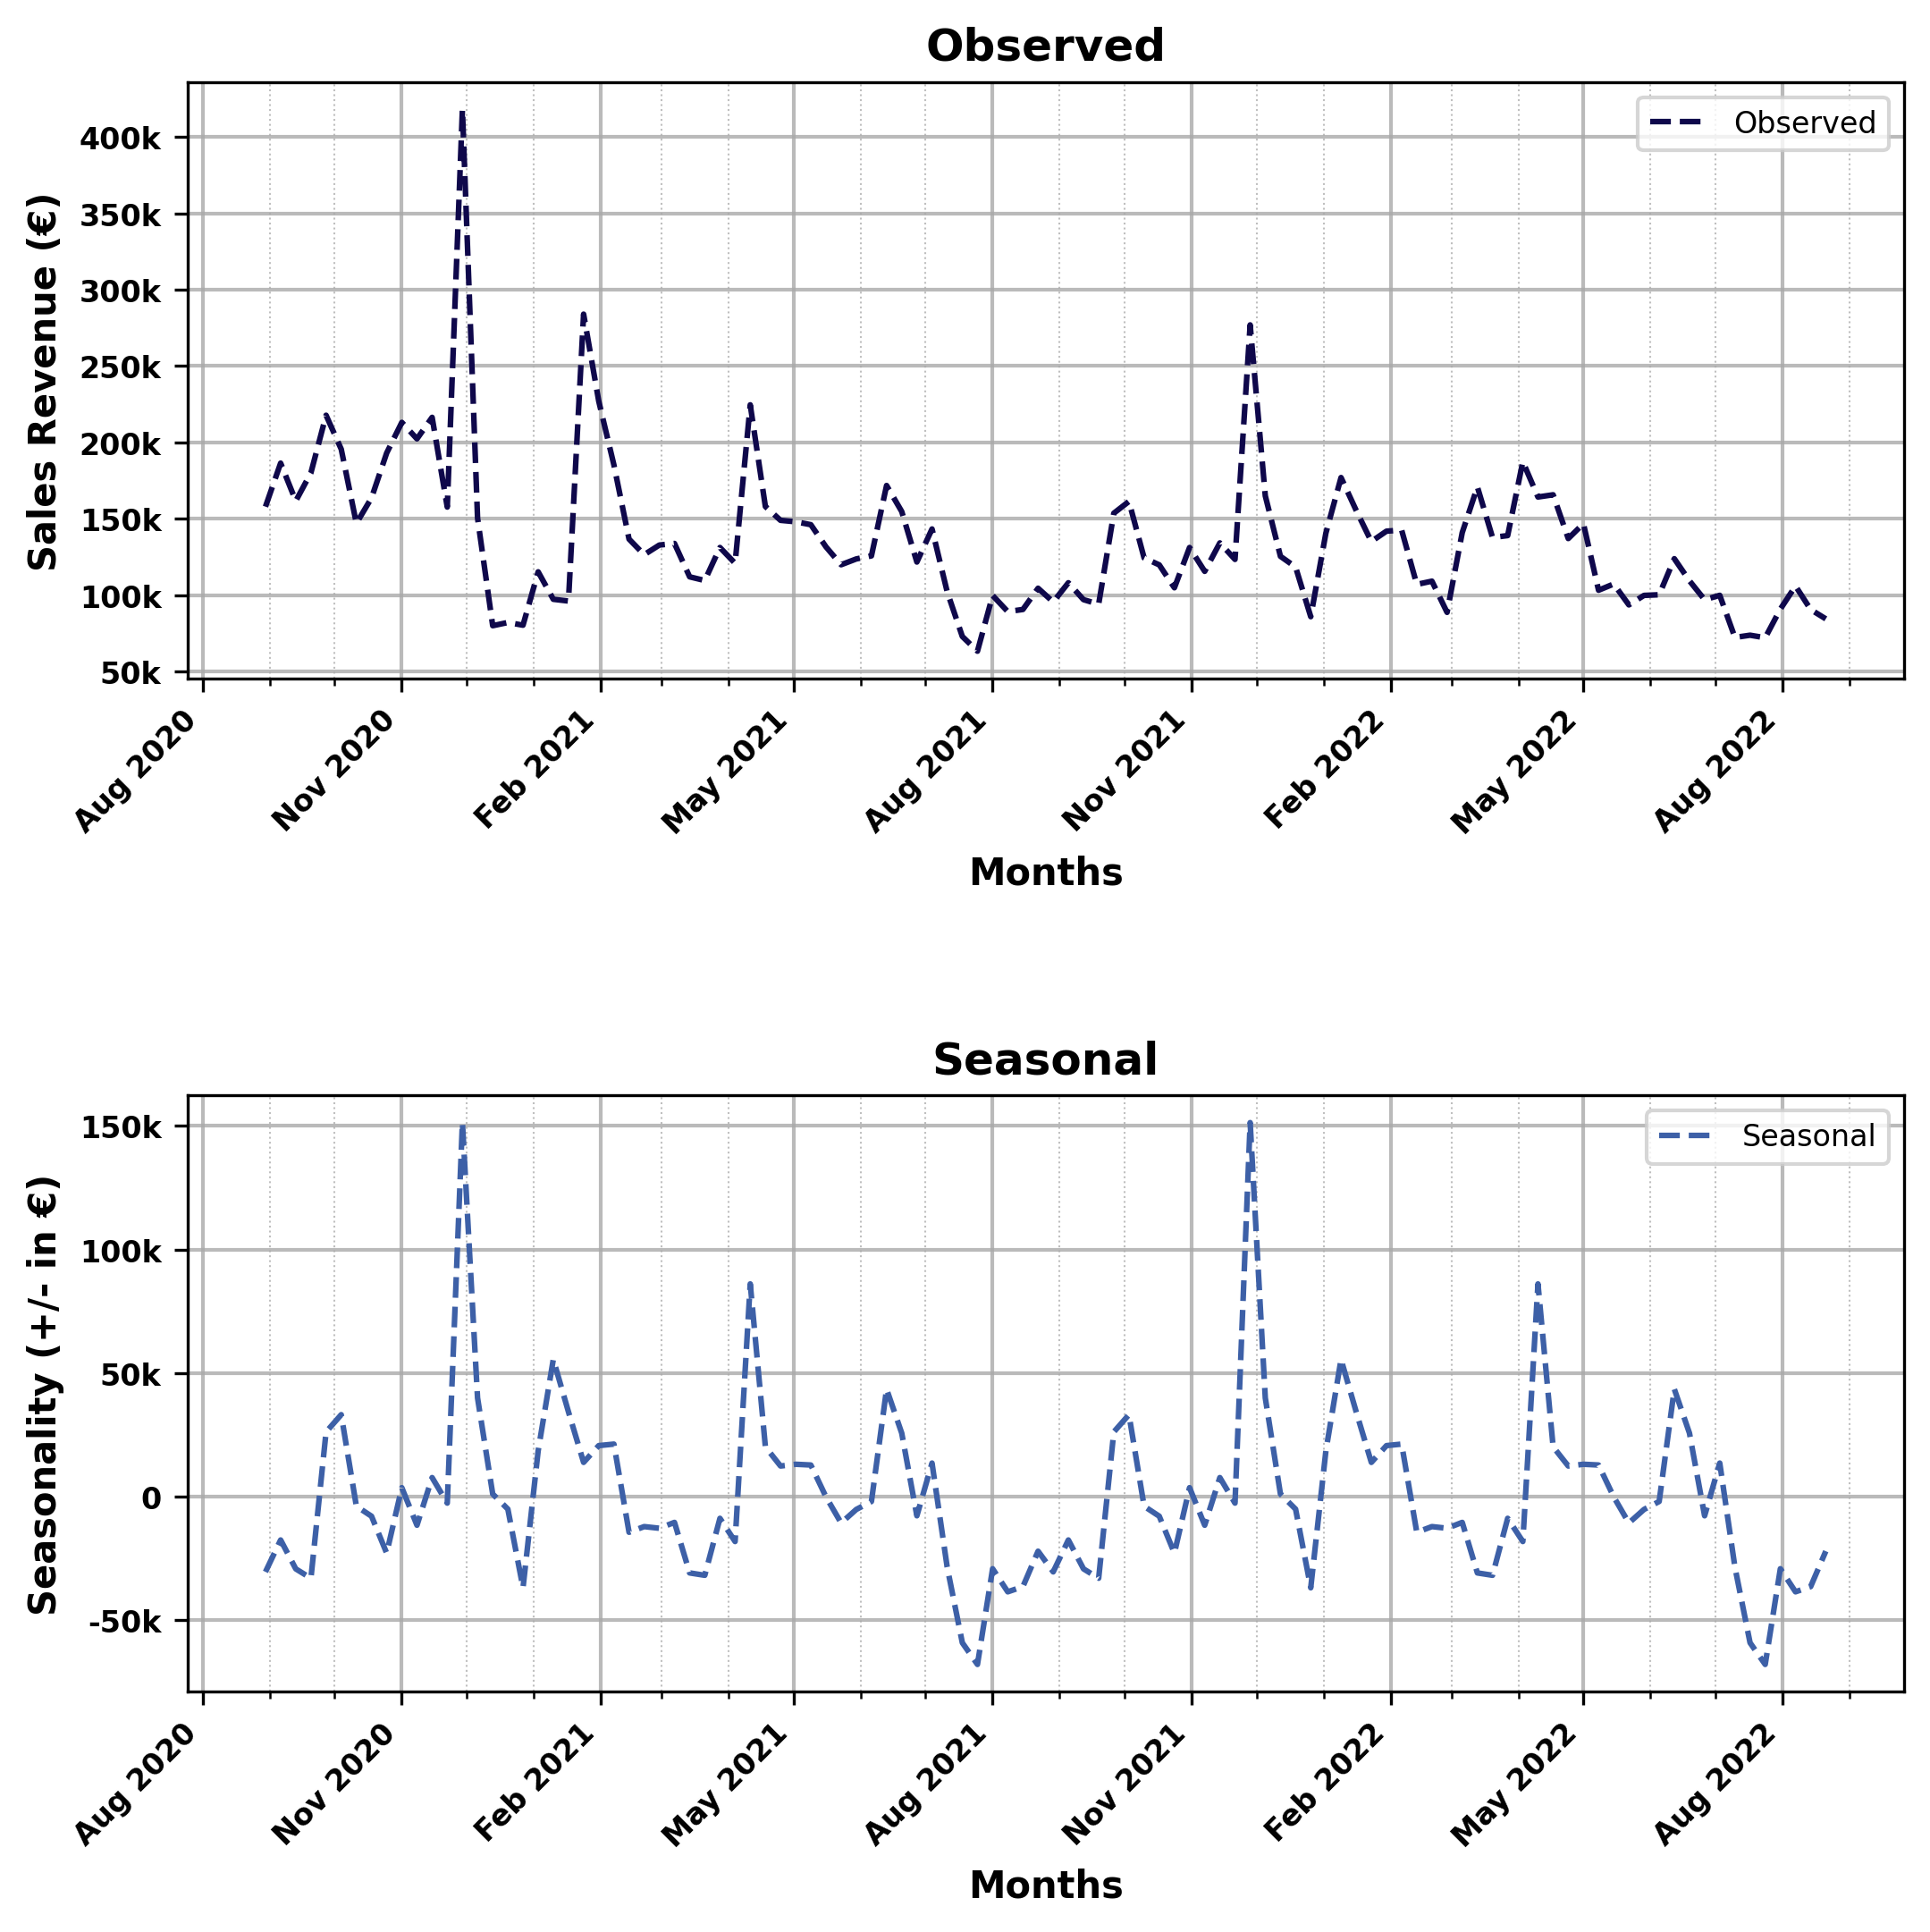 Observed
Sales Revenue (€)
400k
350k
300k
250k
200k
150k
100k
50k
Observed
Aug 2020
Nov 2020
Feb 2021
May 2021
Aug 2021
Nov 2021
Feb 2022
May 2022
Aug 2022
Months
Seasonal
Seasonality (+/- in €)
150k
100k
50k
0
-50k
Seasonal
Aug 2020
Nov 2020
Feb 2021
May 2021
Aug 2021
Nov 2021
Feb 2022
May 2022
Aug 2022
Months